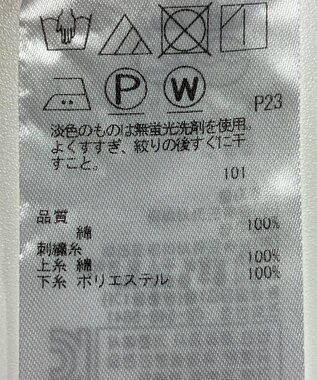 P
W
P23
淡色のものは無蛍光洗剤を使用。
よくすすぎ、絞りの後すぐに干
すこと。
101
品質
綿 100%
刺繍糸
上糸 綿 100%
下糸 ポリエステル 100%